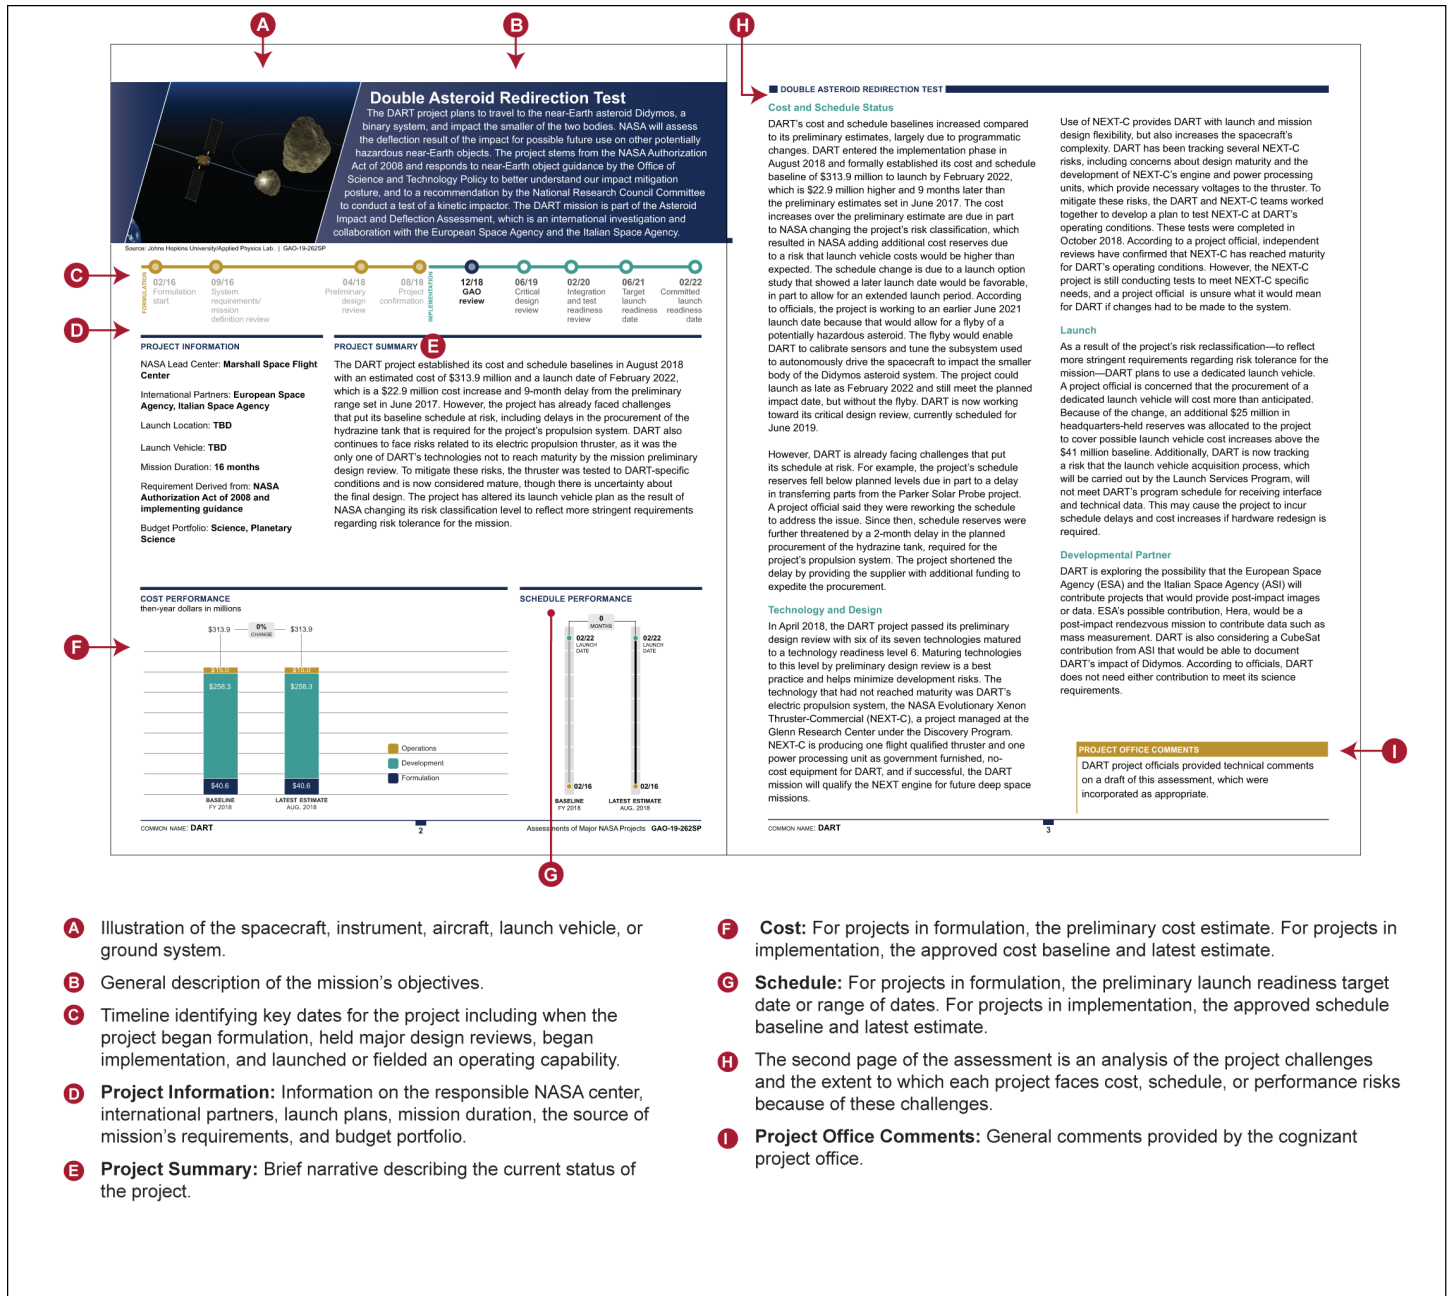 A
B
H
Double Asteroid Redirection Test
The DART project plans to travel to the near-Earth asteroid Didymos, a
binary system, and impact the smaller of the two bodies. NASA will assess
the deflection result of the impact for possible future use on other potentially
hazardous near-Earth objects. The project stems from the NASA Authorization
Act of 2008 and responds to near-Earth object guidance by the Office of
Science and Technology Policy to better understand our impact mitigation
posture, and to a recommendation by the National Research Council Committee
to conduct a test of a kinetic impactor. The DART mission is part of the Asteroid
Impact and Deflection Assessment, which is an international investigation and
collaboration with the European Space Agency and the Italian Space Agency.
Source: Johns Hopkins University/Applied Physics Lab. | GAO-19-262SP
C
FORMULATION
02/16
Formulation
start
09/16
System
requirements/
mission
definition review
04/18
Preliminary
design
review
08/18
Project
confirmation
IMPLEMENTATION
12/18
GAO
review
06/19
Critical
design
review
02/20
Integration
and test
readiness
review
06/21
Target
launch
readiness
date
02/22
Committed
launch
readiness
date
D
PROJECT INFORMATION
NASA Lead Center: Marshall Space Flight
Center
International Partners: European Space
Agency, Italian Space Agency
Launch Location: TBD
Launch Vehicle: TBD
Mission Duration: 16 months
Requirement Derived from: NASA
Authorization Act of 2008 and
implementing guidance
Budget Portfolio: Science, Planetary
Science
PROJECT SUMMARY
E
The DART project established its cost and schedule baselines in August 2018
with an estimated cost of $313.9 million and a launch date of February 2022,
which is a $22.9 million cost increase and 9-month delay from the preliminary
range set in June 2017. However, the project has already faced challenges
that put its baseline schedule at risk, including delays in the procurement of the
hydrazine tank that is required for the project's propulsion system. DART also
continues to face risks related to its electric propulsion thruster, as it was the
only one of DART's technologies not to reach maturity by the mission preliminary
design review. To mitigate these risks, the thruster was tested to DART-specific
conditions and is now considered mature, though there is uncertainty about
the final design. The project has altered its launch vehicle plan as the result of
NASA changing its risk classification level to reflect more stringent requirements
regarding risk tolerance for the mission.
COST PERFORMANCE
then-year dollars in millions
F
$313.9
0%
CHANGE
$313.9
$15.0
$15.0
$258.3
$258.3
$40.6
$40.6
Operations
Development
Formulation
BASELINE
FY 2018
LATEST ESTIMATE
AUG. 2018
SCHEDULE PERFORMANCE
0
MONTHS
02/22
LAUNCH
DATE
02/22
LAUNCH
DATE
02/16
02/16
BASELINE
FY 2018
LATEST ESTIMATE
AUG. 2018
COMMON NAME: DART
2
Assessments of Major NASA Projects GAO-19-262SP
G
DOUBLE ASTEROID REDIRECTION TEST
Cost and Schedule Status
DART's cost and schedule baselines increased compared
to its preliminary estimates, largely due to programmatic
changes. DART entered the implementation phase in
August 2018 and formally established its cost and schedule
baseline of $313.9 million to launch by February 2022,
which is $22.9 million higher and 9 months later than
the preliminary estimates set in June 2017. The cost
increases over the preliminary estimate are due in part
to NASA changing the project's risk classification, which
resulted in NASA adding additional cost reserves due
to a risk that launch vehicle costs would be higher than
expected. The schedule change is due to a launch option
study that showed a later launch date would be favorable,
in part to allow for an extended launch period. According
to officials, the project is working to an earlier June 2021
launch date because that would allow for a flyby of a
potentially hazardous asteroid. The flyby would enable
DART to calibrate sensors and tune the subsystem used
to autonomously drive the spacecraft to impact the smaller
body of the Didymos asteroid system. The project could
launch as late as February 2022 and still meet the planned
impact date, but without the flyby. DART is now working
toward its critical design review, currently scheduled for
June 2019.
However, DART is already facing challenges that put
its schedule at risk. For example, the project's schedule
reserves fell below planned levels due in part to a delay
in transferring parts from the Parker Solar Probe project.
A project official said they were reworking the schedule
to address the issue. Since then, schedule reserves were
further threatened by a 2-month delay in the planned
procurement of the hydrazine tank, required for the
project's propulsion system. The project shortened the
delay by providing the supplier with additional funding to
expedite the procurement.
Technology and Design
In April 2018, the DART project passed its preliminary
design review with six of its seven technologies matured
to a technology readiness level 6. Maturing technologies
to this level by preliminary design review is a best
practice and helps minimize development risks. The
technology that had not reached maturity was DART's
electric propulsion system, the NASA Evolutionary Xenon
Thruster-Commercial (NEXT-C), a project managed at the
Glenn Research Center under the Discovery Program.
NEXT-C is producing one flight qualified thruster and one
power processing unit as government furnished, no-
cost equipment for DART, and if successful, the DART
mission will qualify the NEXT engine for future deep space
missions.
Use of NEXT-C provides DART with launch and mission
design flexibility, but also increases the spacecraft's
complexity. DART has been tracking several NEXT-C
risks, including concerns about design maturity and the
development of NEXT-C's engine and power processing
units, which provide necessary voltages to the thruster. To
mitigate these risks, the DART and NEXT-C teams worked
together to develop a plan to test NEXT-C at DART's
operating conditions. These tests were completed in
October 2018. According to a project official, independent
reviews have confirmed that NEXT-C has reached maturity
for DART's operating conditions. However, the NEXT-C
project is still conducting tests to meet NEXT-C specific
needs, and a project official is unsure what it would mean
for DART if changes had to be made to the system.
Launch
As a result of the project's risk reclassification—to reflect
more stringent requirements regarding risk tolerance for the
mission—DART plans to use a dedicated launch vehicle.
A project official is concerned that the procurement of a
dedicated launch vehicle will cost more than anticipated.
Because of the change, an additional $25 million in
headquarters-held reserves was allocated to the project
to cover possible launch vehicle cost increases above the
$41 million baseline. Additionally, DART is now tracking
a risk that the launch vehicle acquisition process, which
will be carried out by the Launch Services Program, will
not meet DART's program schedule for receiving interface
and technical data. This may cause the project to incur
schedule delays and cost increases if hardware redesign is
required.
Developmental Partner
DART is exploring the possibility that the European Space
Agency (ESA) and the Italian Space Agency (ASI) will
contribute projects that would provide post-impact images
or data. ESA's possible contribution, Hera, would be a
post-impact rendezvous mission to contribute data such as
mass measurement. DART is also considering a CubeSat
contribution from ASI that would be able to document
DART's impact of Didymos. According to officials, DART
does not need either contribution to meet its science
requirements.
PROJECT OFFICE COMMENTS
I
DART project officials provided technical comments
on a draft of this assessment, which were
incorporated as appropriate.
COMMON NAME: DART
3
A Illustration of the spacecraft, instrument, aircraft, launch vehicle, or
ground system.
B General description of the mission's objectives.
C Timeline identifying key dates for the project including when the
project began formulation, held major design reviews, began
implementation, and launched or fielded an operating capability.
D Project Information: Information on the responsible NASA center,
international partners, launch plans, mission duration, the source of
mission's requirements, and budget portfolio.
E Project Summary: Brief narrative describing the current status of
the project.
F Cost: For projects in formulation, the preliminary cost estimate. For projects in
implementation, the approved cost baseline and latest estimate.
G Schedule: For projects in formulation, the preliminary launch readiness target
date or range of dates. For projects in implementation, the approved schedule
baseline and latest estimate.
H The second page of the assessment is an analysis of the project challenges
and the extent to which each project faces cost, schedule, or performance risks
because of these challenges.
I Project Office Comments: General comments provided by the cognizant
project office.